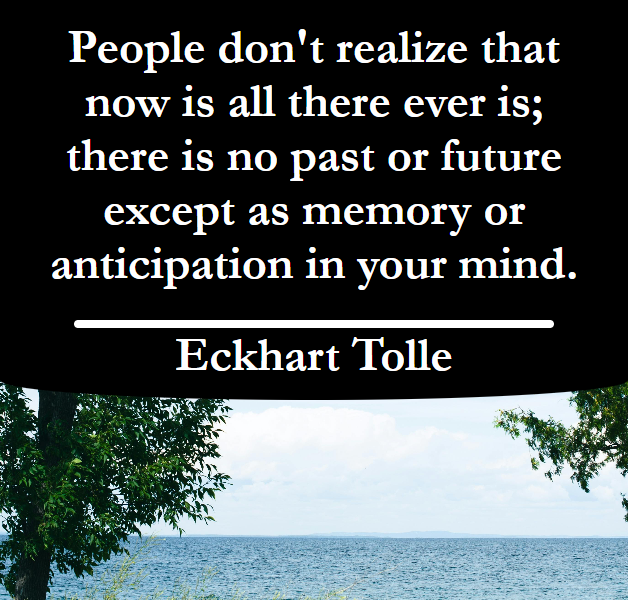 People don't realize that
now is all there ever is;
there is no past or future
except as memory or
anticipation in your mind.
Eckhart Tolle